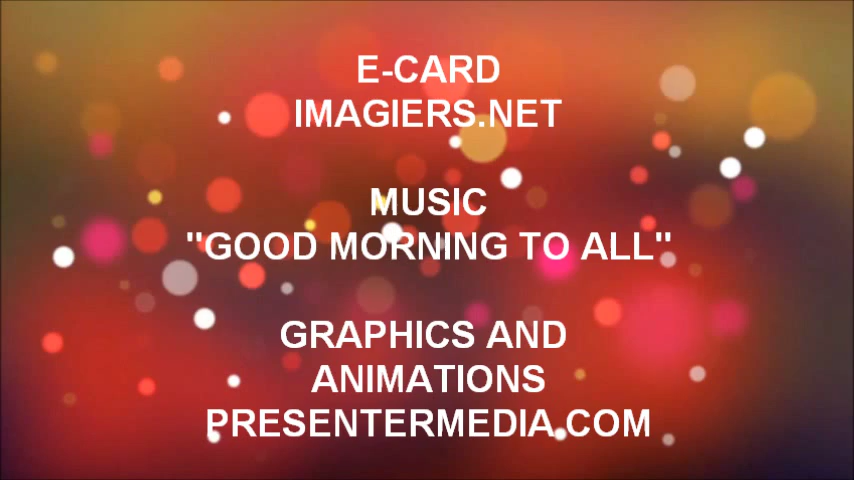 E-CARD
IMAGIERS.NET
MUSIC
"GOOD MORNING TO ALL"
GRAPHICS AND
ANIMATIONS
PRESENTERMEDIA.COM